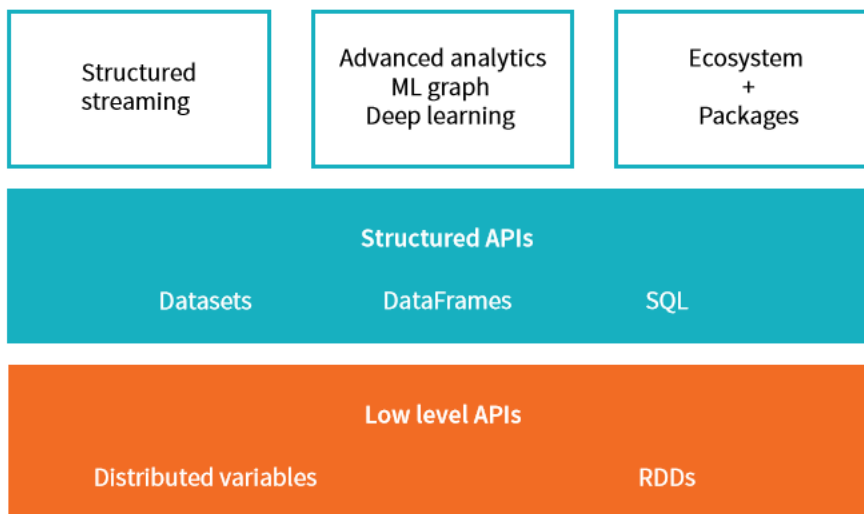 Structured
streaming
Advanced analytics
ML graph
Deep learning
Ecosystem
+
Packages
Structured APIs
Datasets DataFrames SQL
Low level APIs
Distributed variables RDDs